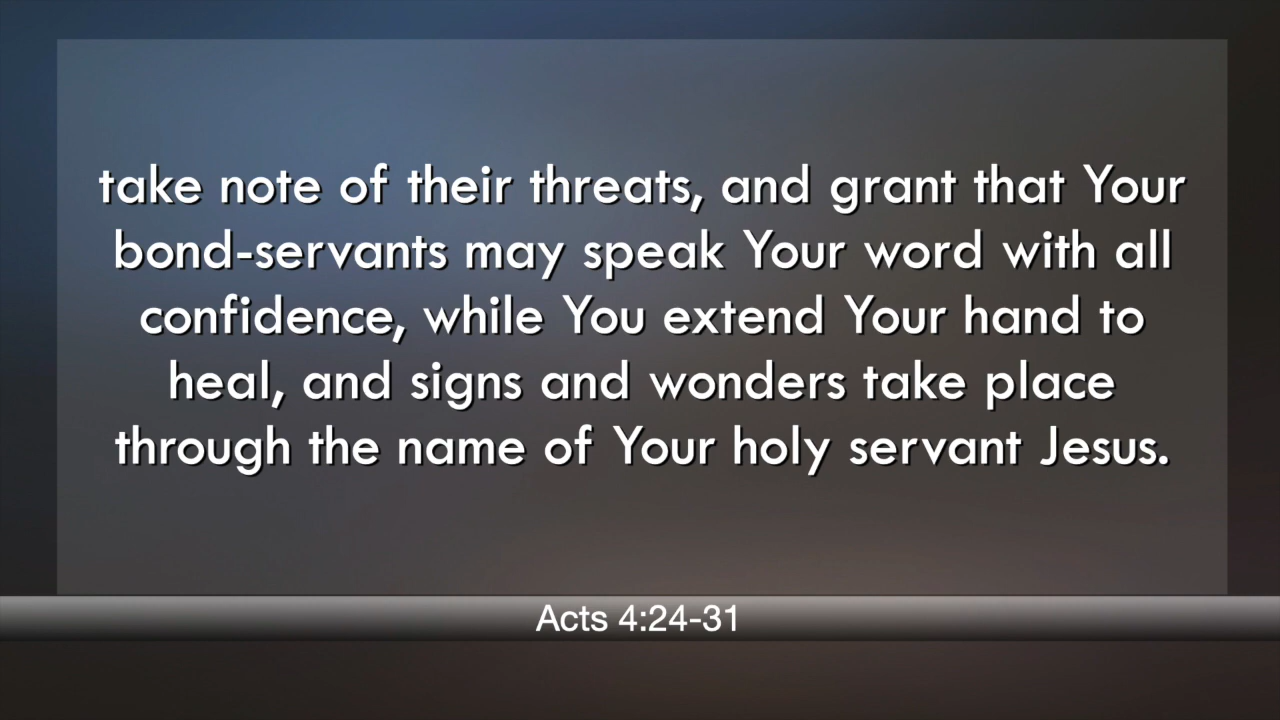 take note of their threats, and grant that Your
bond-servants may speak Your word with all
confidence, while You extend Your hand to
heal, and signs and wonders take place
through the name of Your holy servant Jesus.
Acts 4:24-31